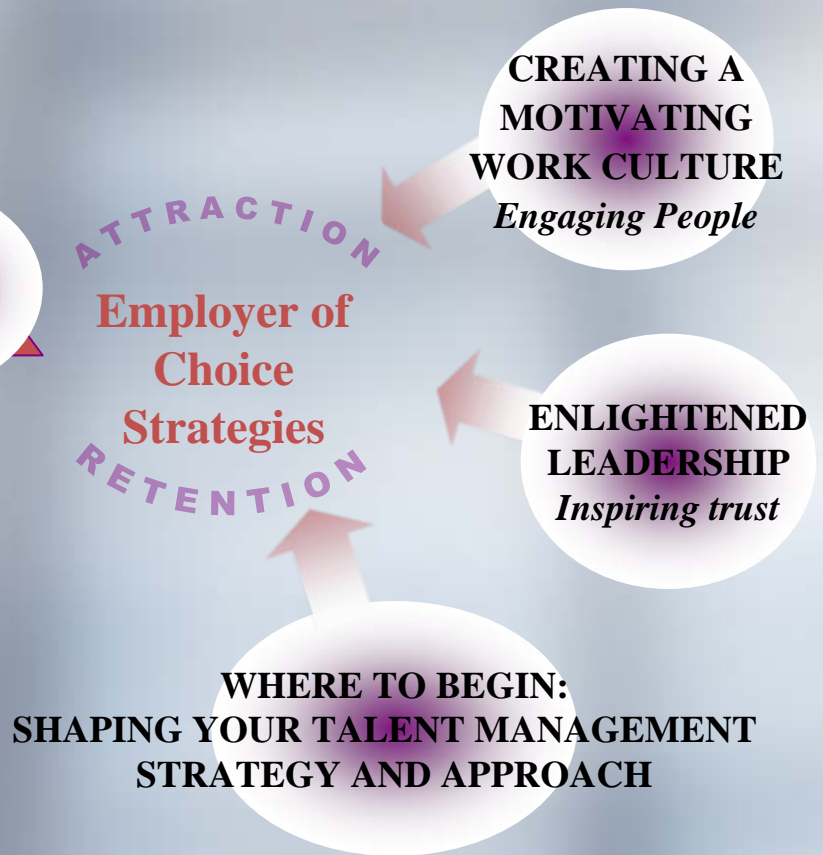 CREATING A
MOTIVATING
WORK CULTURE
Engaging People
ATTRACTION
Employer of
Choice
Strategies
RETENTION
ENLIGHTENED
LEADERSHIP
Inspiring trust
WHERE TO BEGIN:
SHAPING YOUR TALENT MANAGEMENT
STRATEGY AND APPROACH